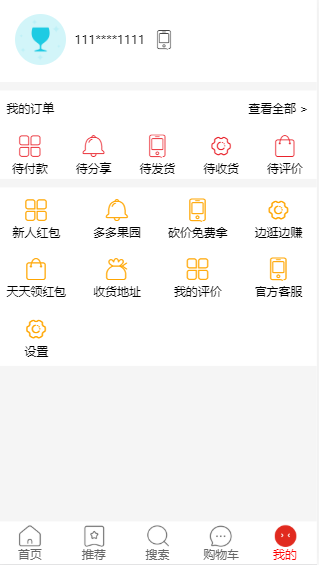 111****1111
我的订单 查看全部 >
待付款 待分享 待发货 待收货 待评价
新人红包 多多果园 砍价免费拿 边逛边赚
天天领红包 收货地址 我的评价 官方客服
设置
首页 推荐 搜索 购物车 我的